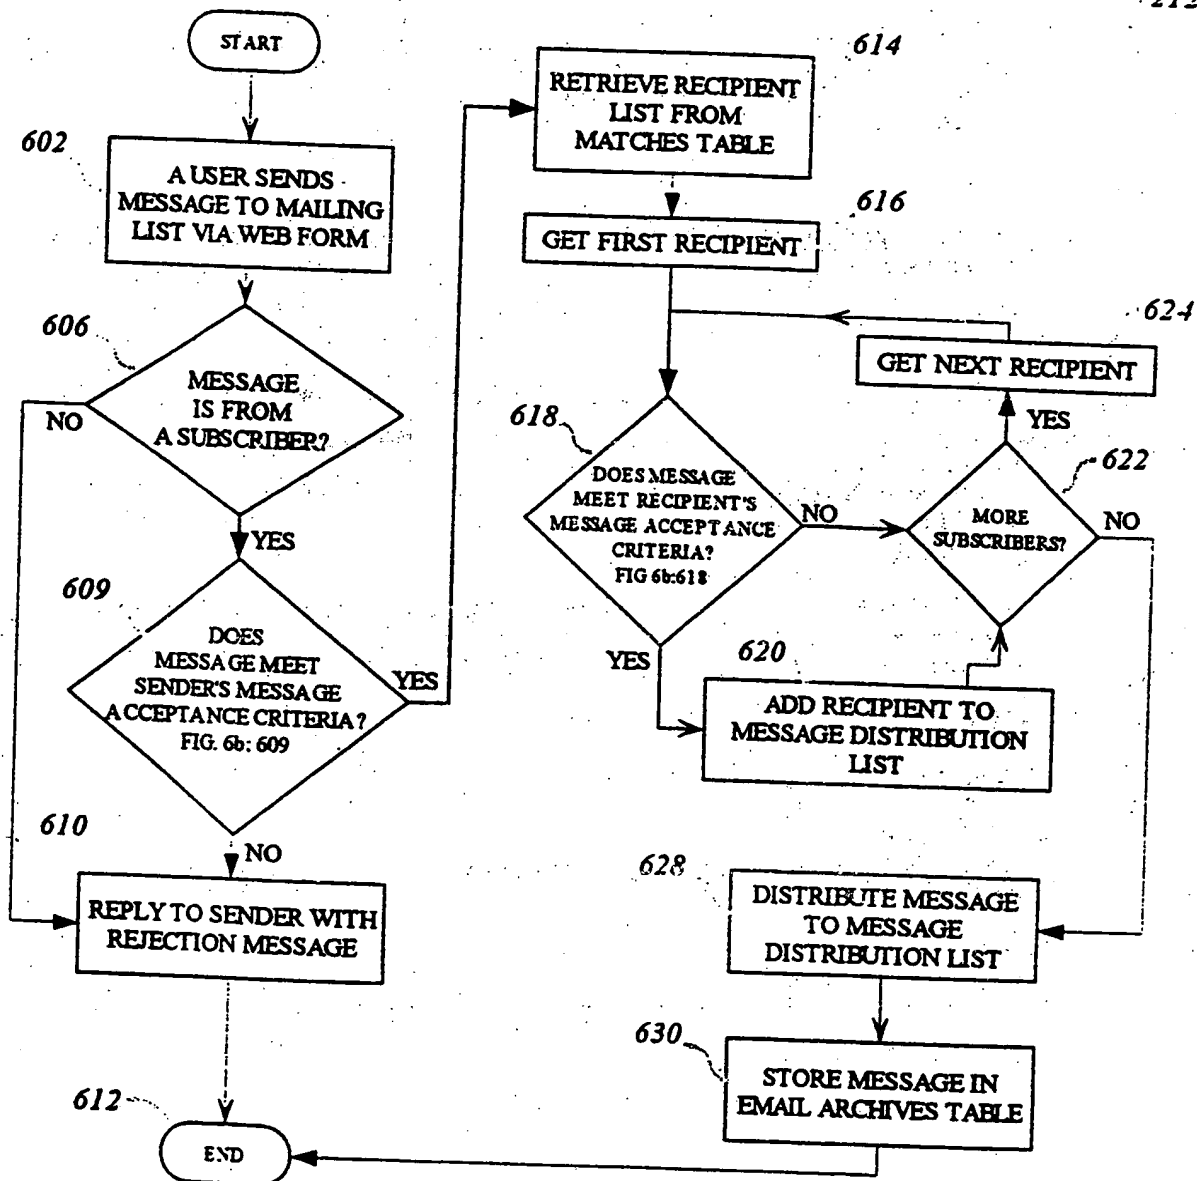 212
START
602
A USER SENDS
MESSAGE TO MAILING
LIST VIA WEB FORM
606
MESSAGE
IS FROM
A SUBSCRIBER?
NO
YES
609
DOES
MESSAGE MEET
SENDER'S MESSAGE
ACCEPTANCE CRITERIA?
FIG. 6b: 609
YES
NO
610
REPLY TO SENDER WITH
REJECTION MESSAGE
612
END
614
RETRIEVE RECIPIENT
LIST FROM
MATCHES TABLE
616
GET FIRST RECIPIENT
624
GET NEXT RECIPIENT
YES
618
DOES MESSAGE
MEET RECIPIENT'S
MESSAGE ACCEPTANCE
CRITERIA?
FIG 6b:618
NO
622
MORE
SUBSCRIBERS?
NO
YES
620
ADD RECIPIENT TO
MESSAGE DISTRIBUTION
LIST
628
DISTRIBUTE MESSAGE
TO MESSAGE
DISTRIBUTION LIST
630
STORE MESSAGE IN
EMAIL ARCHIVES TABLE